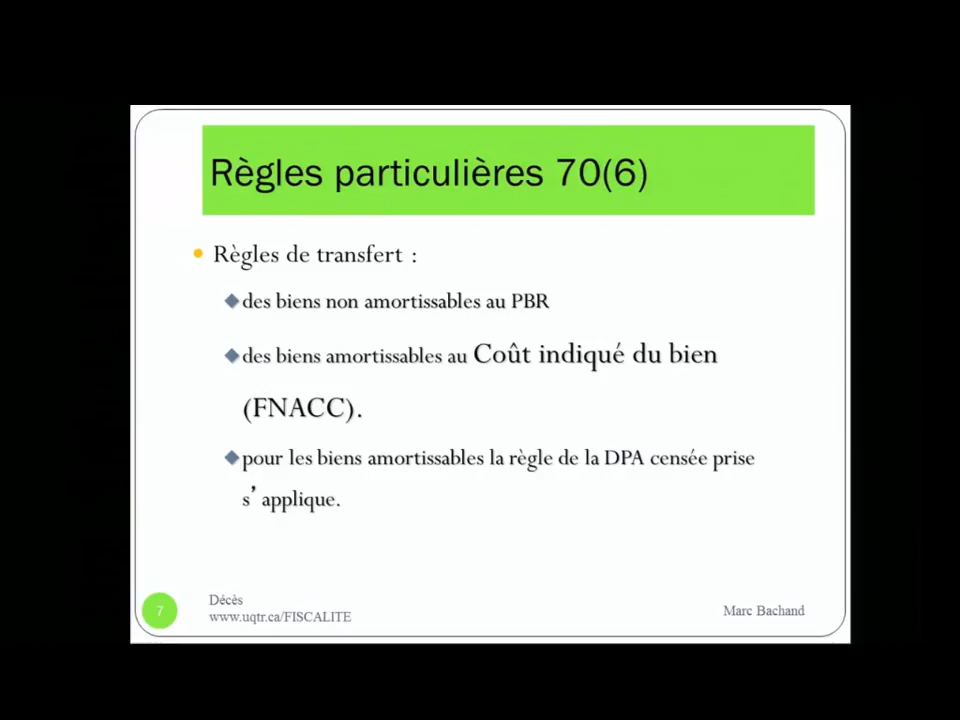 Règles particulières 70(6)
Règles de transfert :
des biens non amortissables au PBR
des biens amortissables au Coût indiqué du bien
(FNACC).
pour les biens amortissables la règle de la DPA censée prise
s’ applique.
7
Décès
www.uqtr.ca/FISCALITE
Marc Bachand